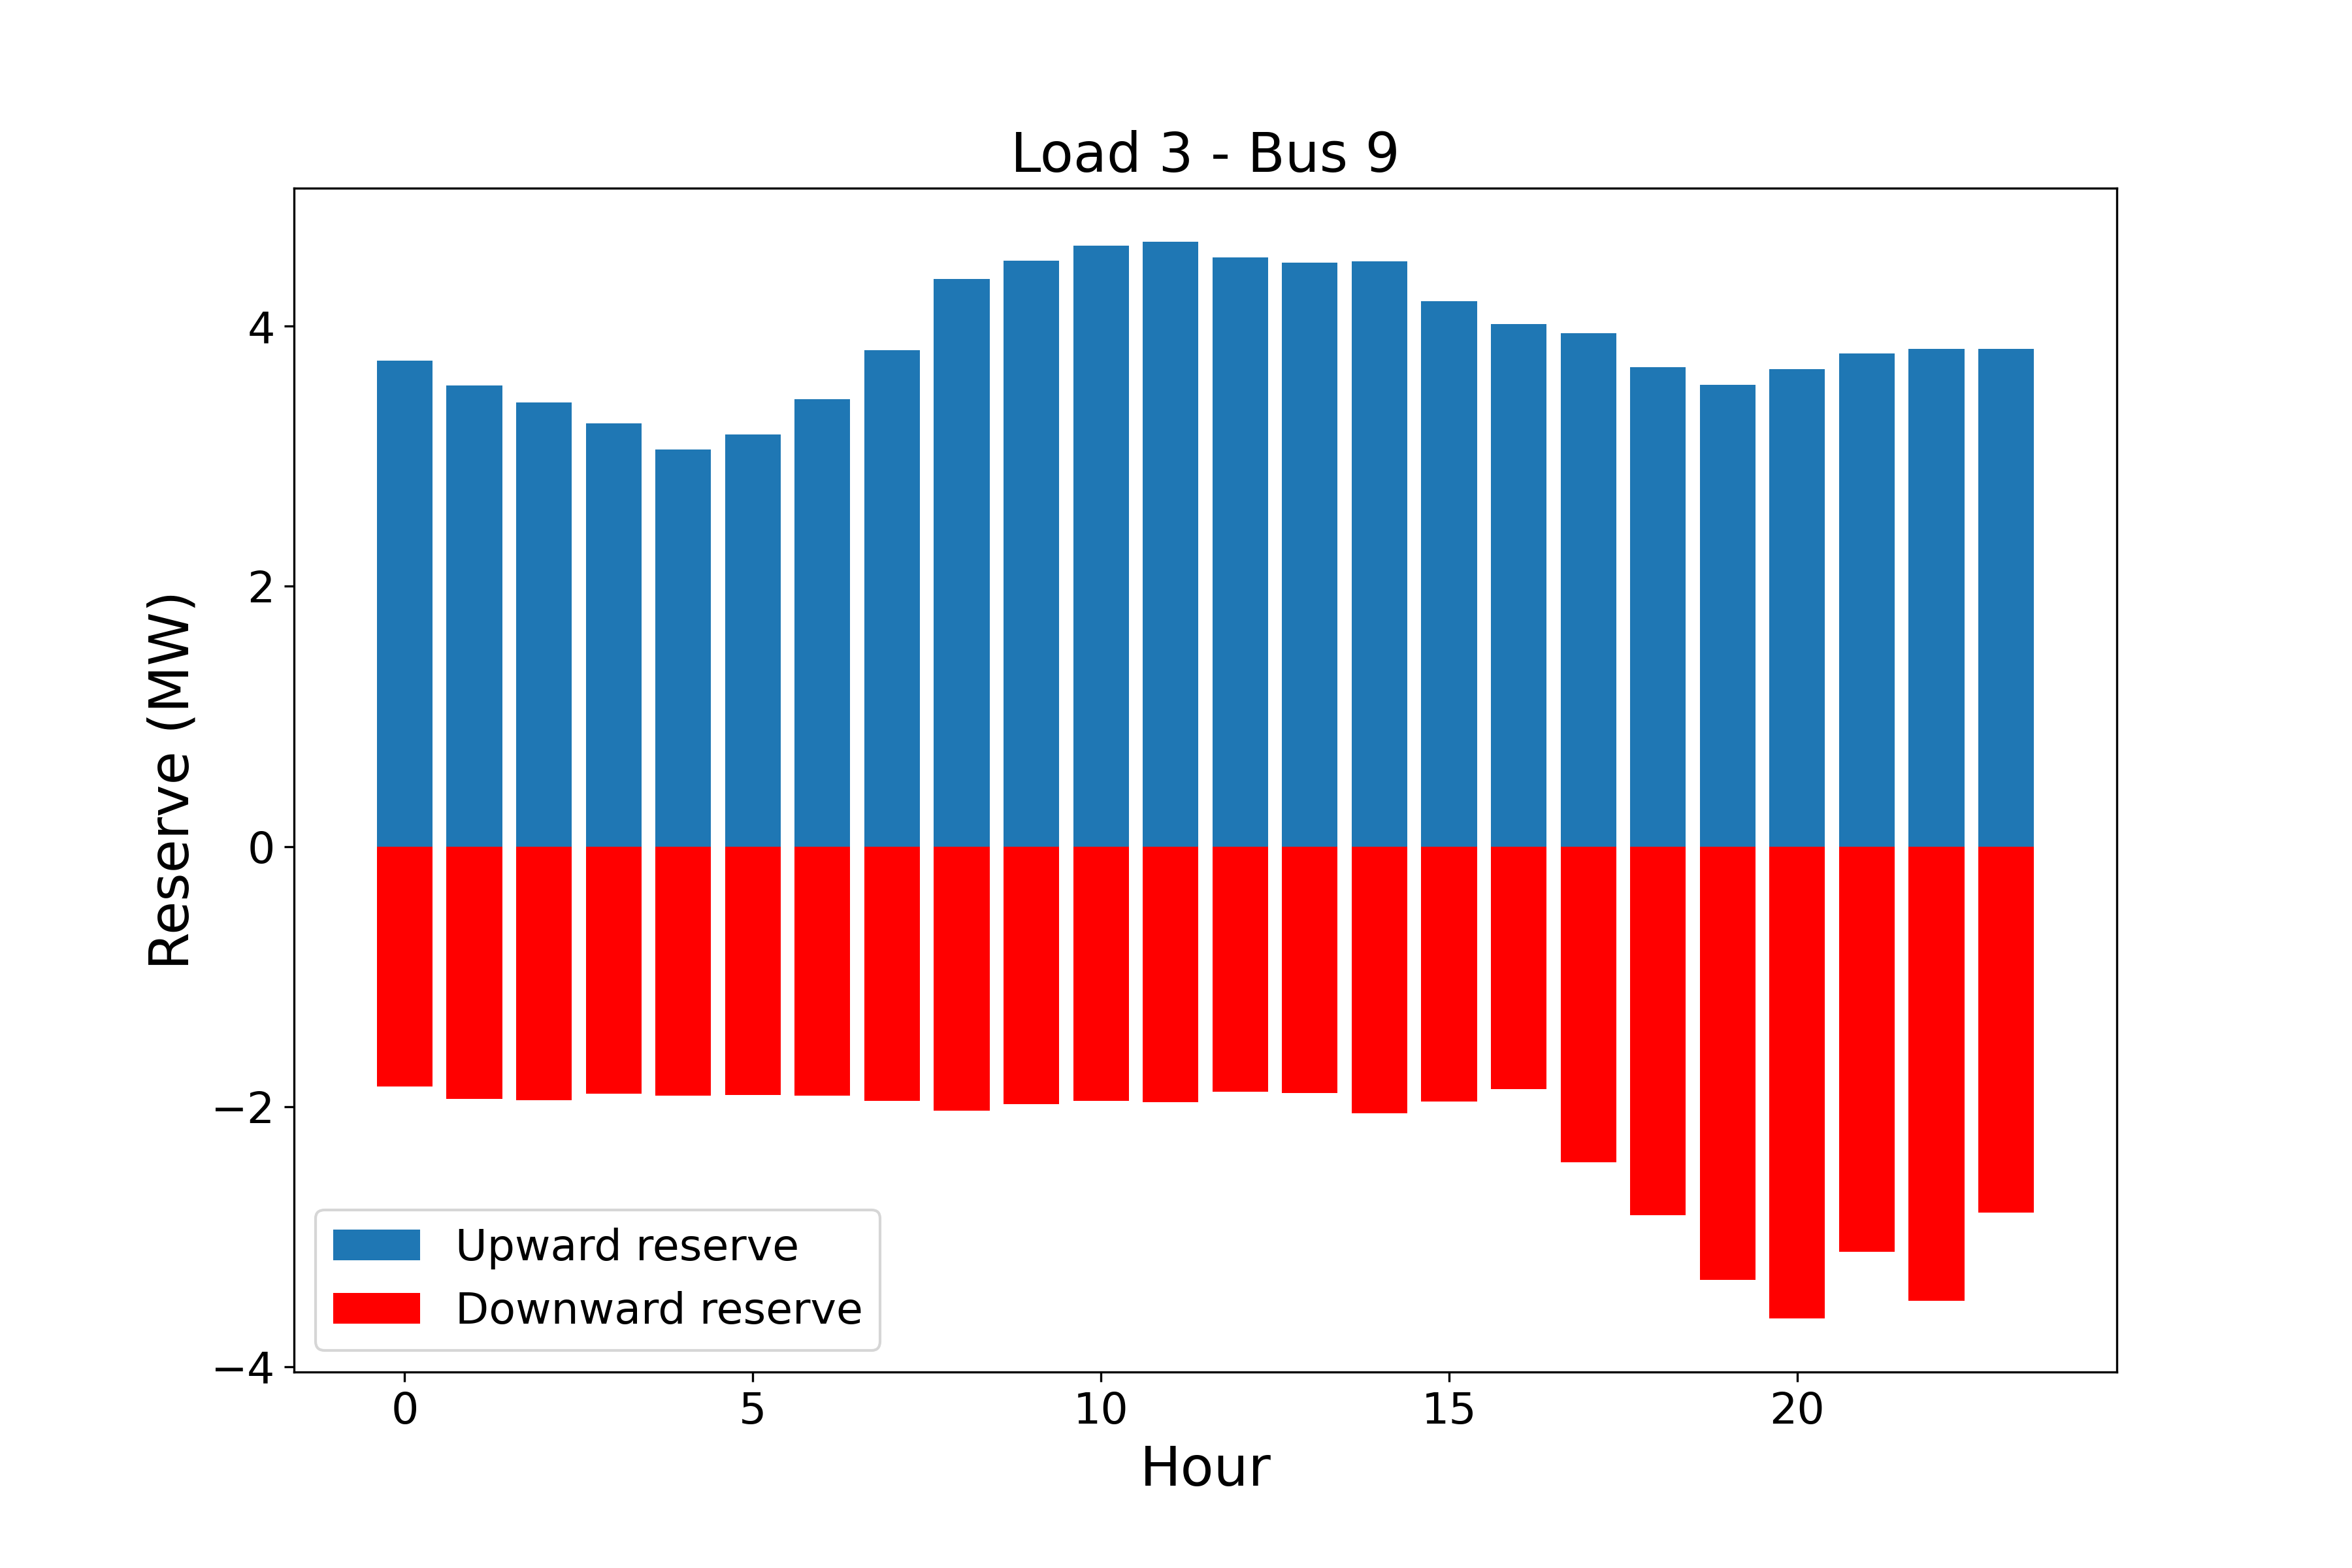 Load 3 - Bus 9
Reserve (MW)
4
2
0
−2
−4
Upward reserve
Downward reserve
0 5 10 15 20
Hour